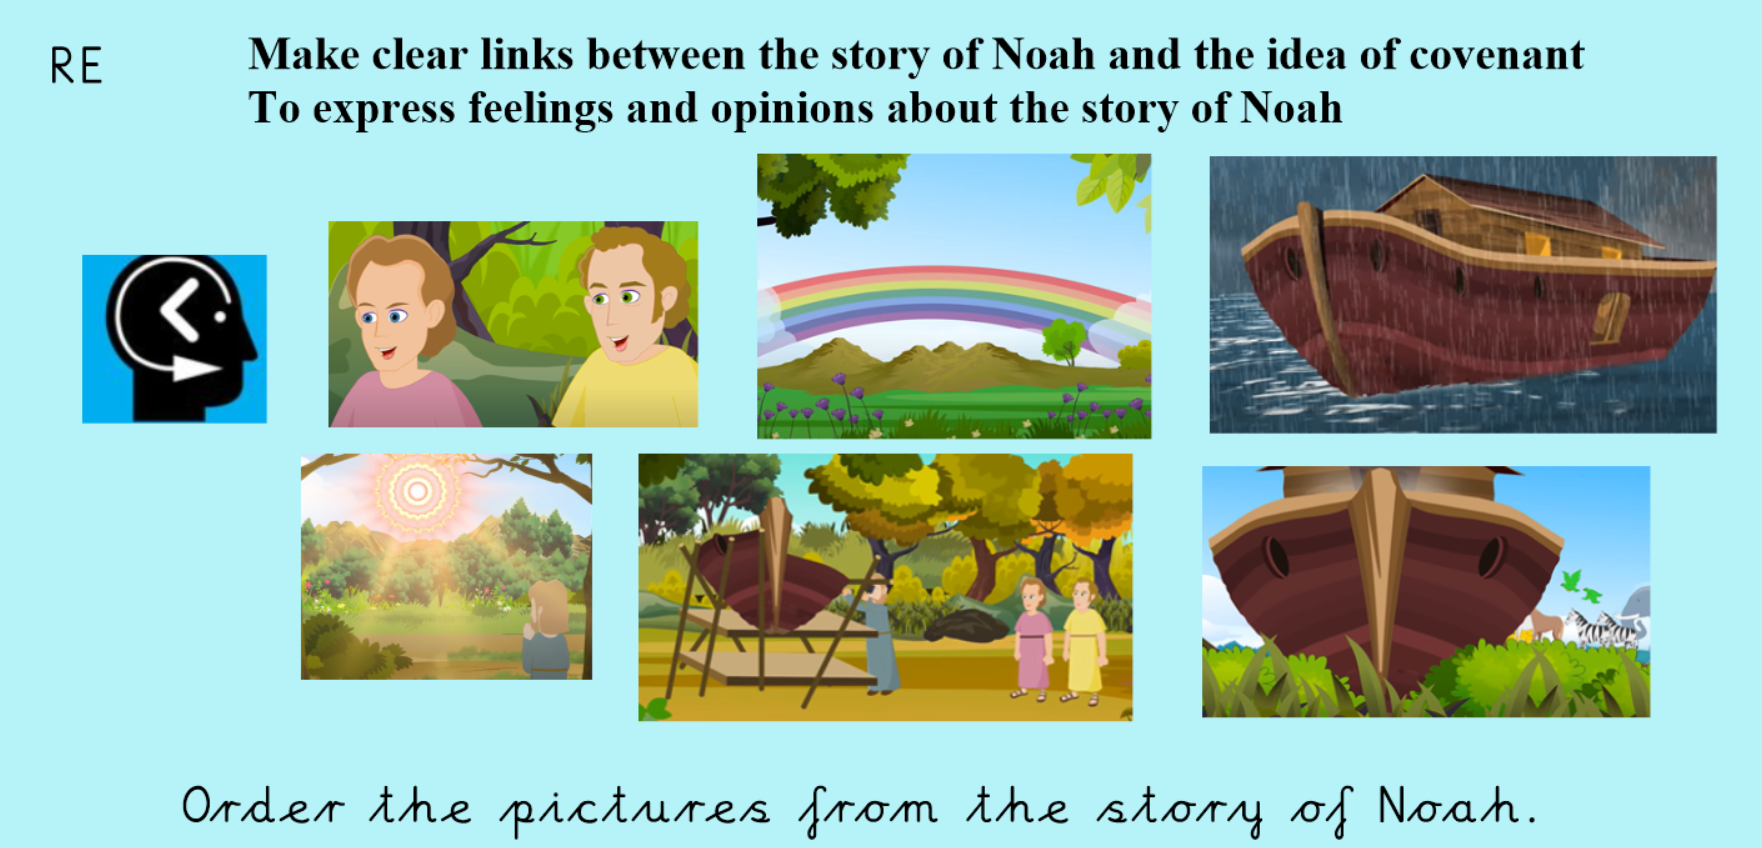 RE
Make clear links between the story of Noah and the idea of covenant
To express feelings and opinions about the story of Noah
Order the pictures from the story of Noah.